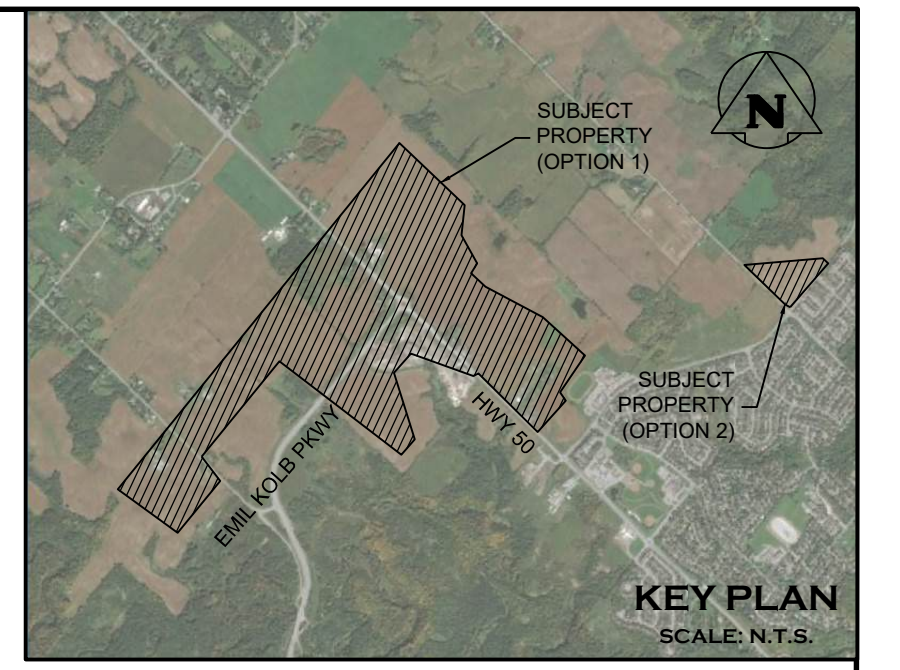 SUBJECT
PROPERTY
(OPTION 1)
N
SUBJECT
PROPERTY
(OPTION 2)
HWY 50
EMIL KOLB PKWY
KEY PLAN
SCALE: N.T.S.